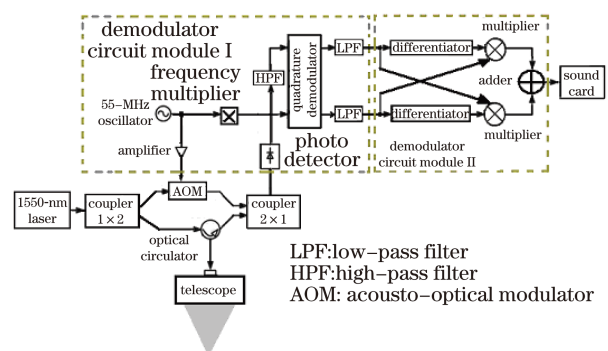 demodulator
circuit module I
frequency
multiplier
55-MHz
oscillator
amplifier
HPF
quadrature
demodulator
LPF
LPF
photo
detector
differentiator
differentiator
multiplier
adder
multiplier
demodulator
circuit module II
sound
card
1550-nm
laser
coupler
1×2
AOM
optical
circulator
coupler
2×1
telescope
LPF:low-pass filter
HPF:high-pass filter
AOM: acousto-optical modulator